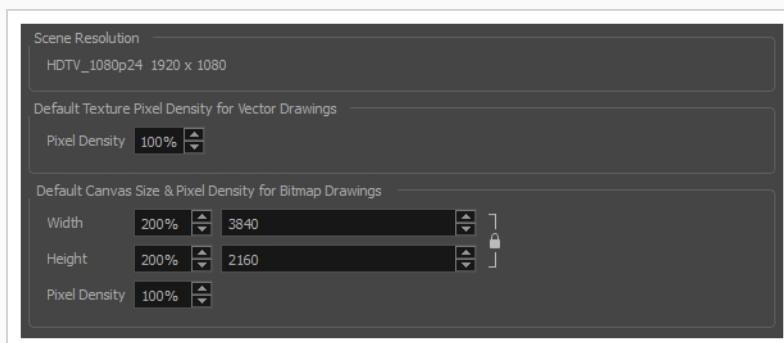 Scene Resolution
HDTV_1080p24 1920 x 1080
Default Texture Pixel Density for Vector Drawings
Pixel Density 100%
Default Canvas Size & Pixel Density for Bitmap Drawings
Width 200% 3840
Height 200% 2160
Pixel Density 100%